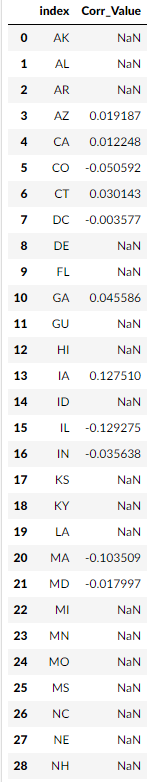 index Corr_Value
0 AK NaN
1 AL NaN
2 AR NaN
3 AZ 0.019187
4 CA 0.012248
5 CO -0.050592
6 CT 0.030143
7 DC -0.003577
8 DE NaN
9 FL NaN
10 GA 0.045586
11 GU NaN
12 HI NaN
13 IA 0.127510
14 ID NaN
15 IL -0.129275
16 IN -0.035638
17 KS NaN
18 KY NaN
19 LA NaN
20 MA -0.103509
21 MD -0.017997
22 MI NaN
23 MN NaN
24 MO NaN
25 MS NaN
26 NC NaN
27 NE NaN
28 NH NaN